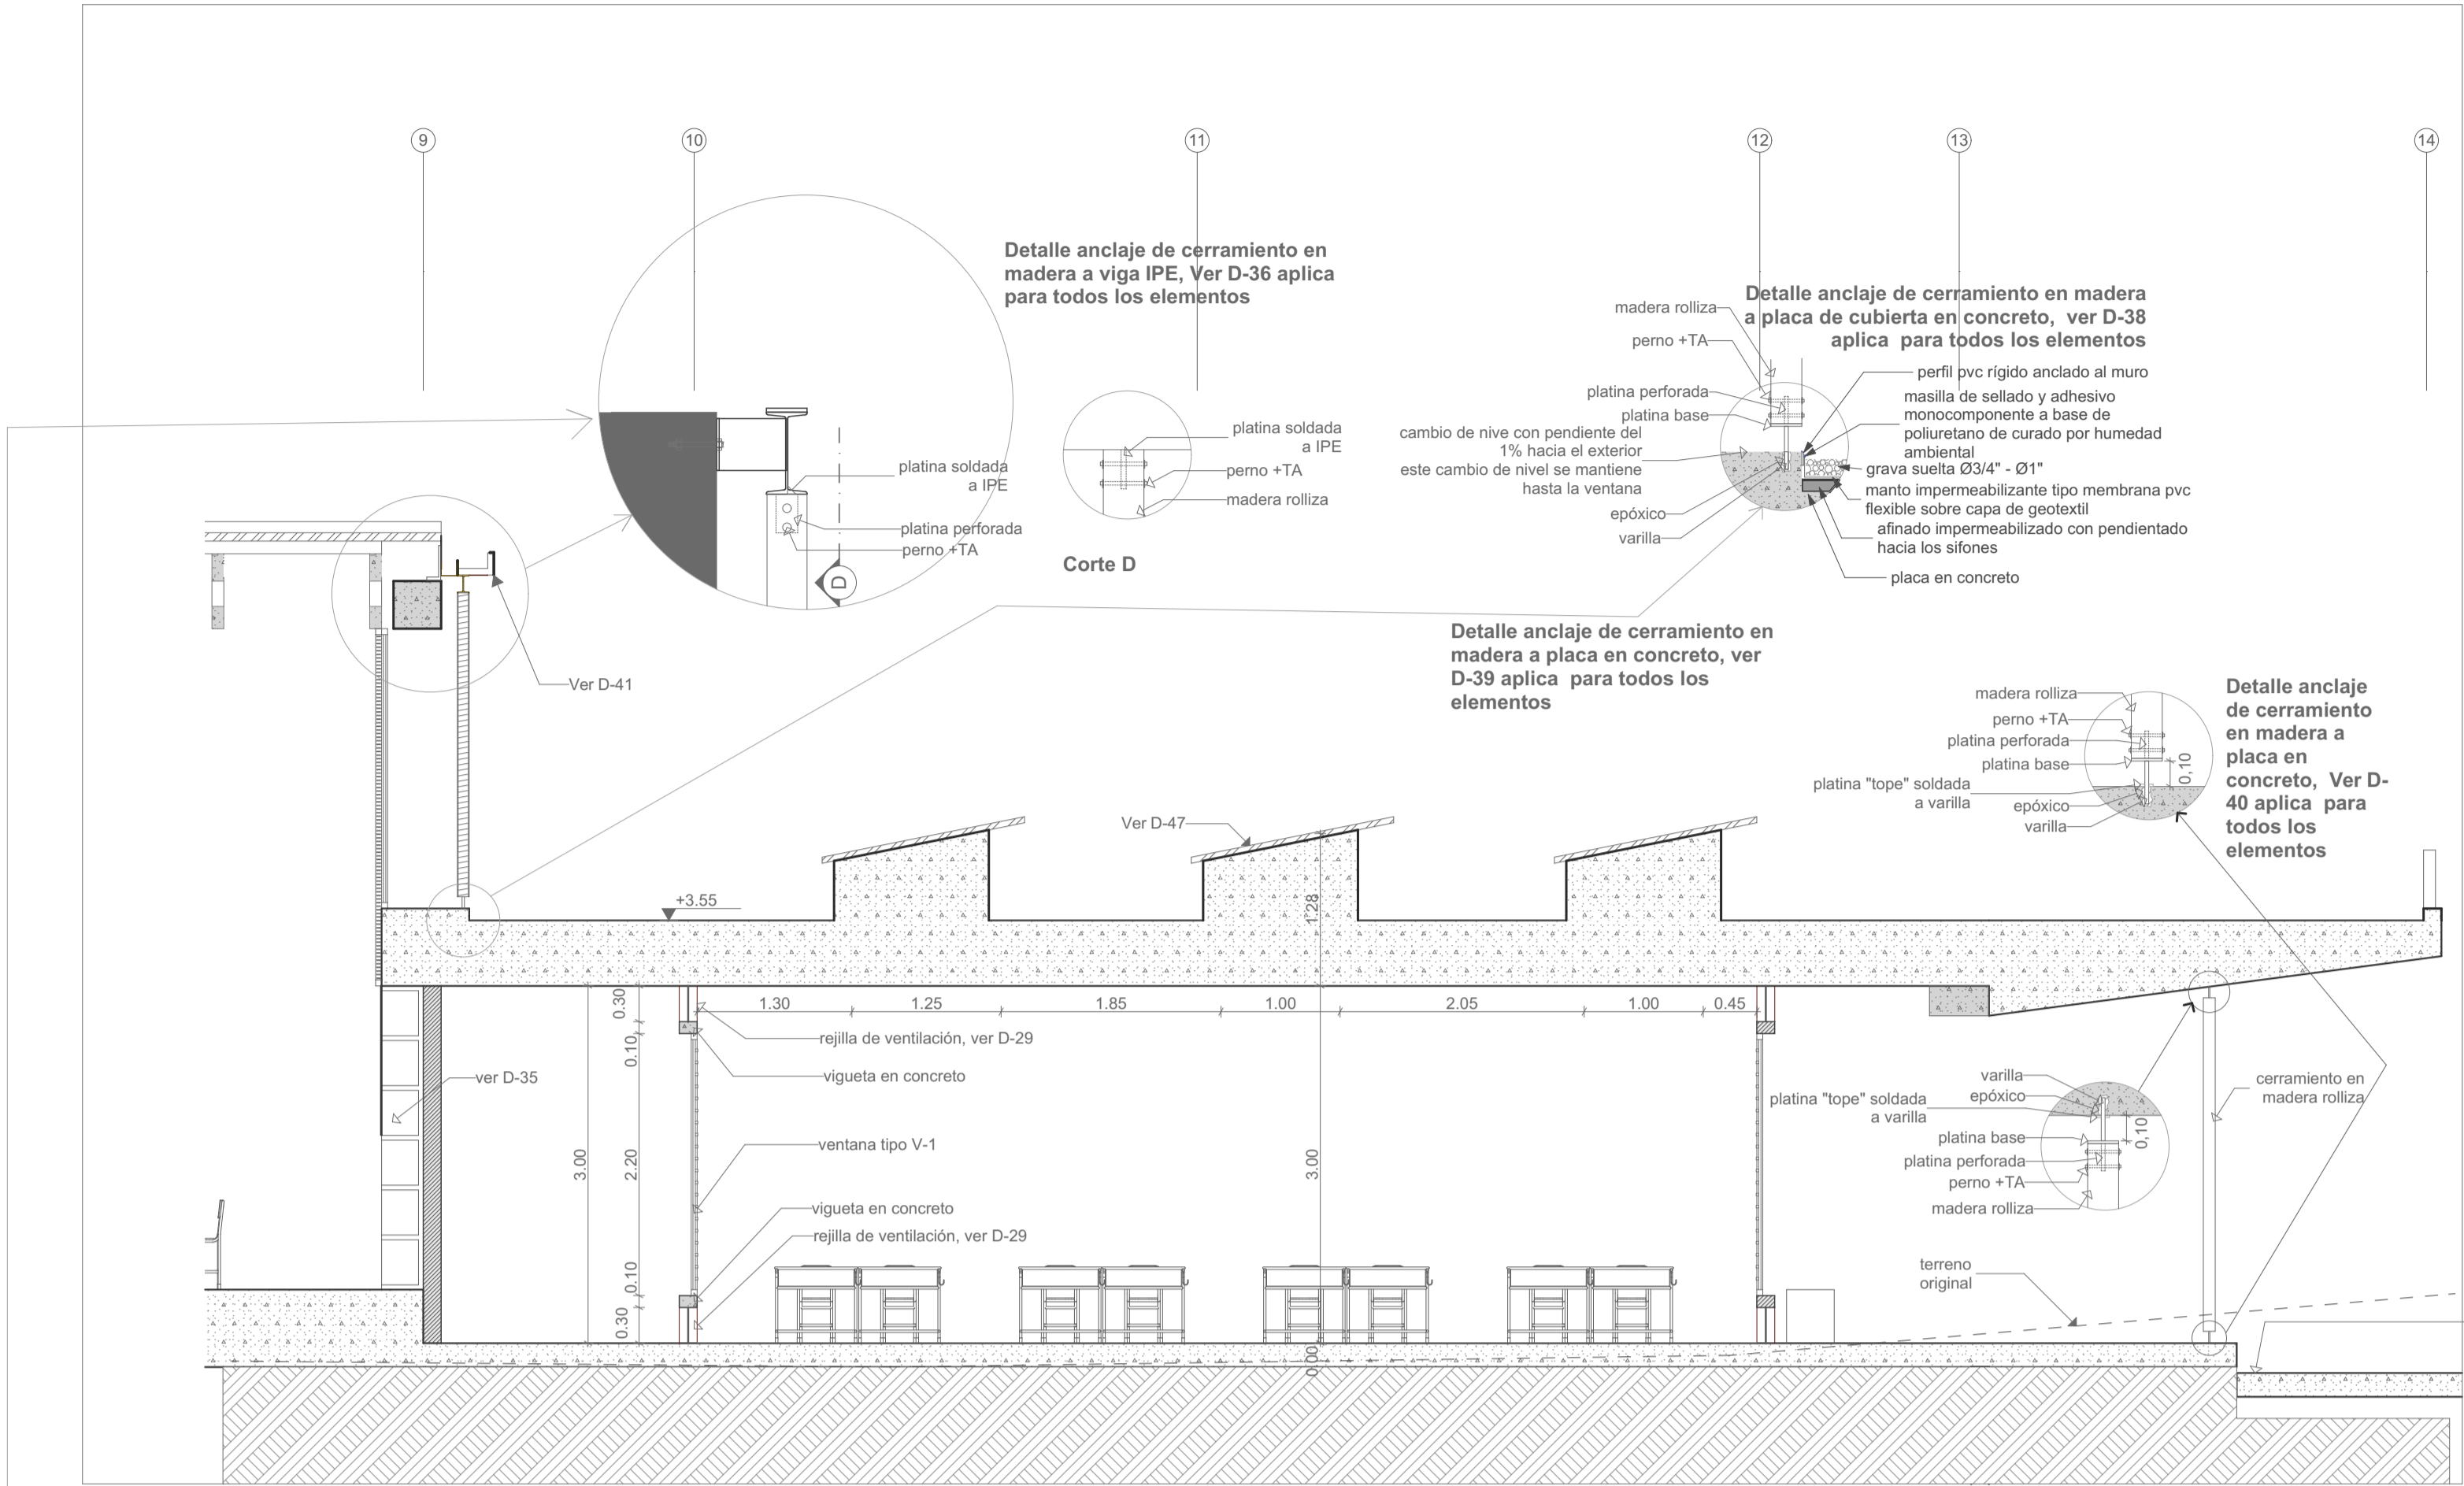 9
10
11
12
13
14
Detalle anclaje de cerramiento en
madera a viga IPE, Ver D-36 aplica
para todos los elementos
platina soldada
a IPE
platina perforada
perno +TA
D
platina soldada
a IPE
perno +TA
madera rolliza
Corte D
Detalle anclaje de cerramiento en madera
a placa de cubierta en concreto, ver D-38
aplica para todos los elementos
madera rolliza
perno +TA
platina perforada
platina base
cambio de nive con pendiente del
1% hacia el exterior
este cambio de nivel se mantiene
hasta la ventana
epóxico
varilla
perfil pvc rígido anclado al muro
masilla de sellado y adhesivo
monocomponente a base de
poliuretano de curado por humedad
ambiental
grava suelta Ø3/4" - Ø1"
manto impermeabilizante tipo membrana pvc
flexible sobre capa de geotextil
afinado impermeabilizado con pendientado
hacia los sifones
placa en concreto
Detalle anclaje de cerramiento en
madera a placa en concreto, ver
D-39 aplica para todos los
elementos
Ver D-41
madera rolliza
perno +TA
platina perforada
platina base
platina "tope" soldada
a varilla
epóxico
varilla
0,10
Detalle anclaje
de cerramiento
en madera a
placa en
concreto, Ver D-
40 aplica para
todos los
elementos
Ver D-47
+3.55
1.28
0.30
1.30
1.25
1.85
1.00
2.05
1.00
0.45
0.10
rejilla de ventilación, ver D-29
vigueta en concreto
ver D-35
ventana tipo V-1
3.00
2.20
3.00
vigueta en concreto
rejilla de ventilación, ver D-29
0.10
0.30
0.00
varilla
epóxico
platina "tope" soldada
a varilla
platina base
platina perforada
perno +TA
madera rolliza
0,10
cerramiento en
madera rolliza
terreno
original